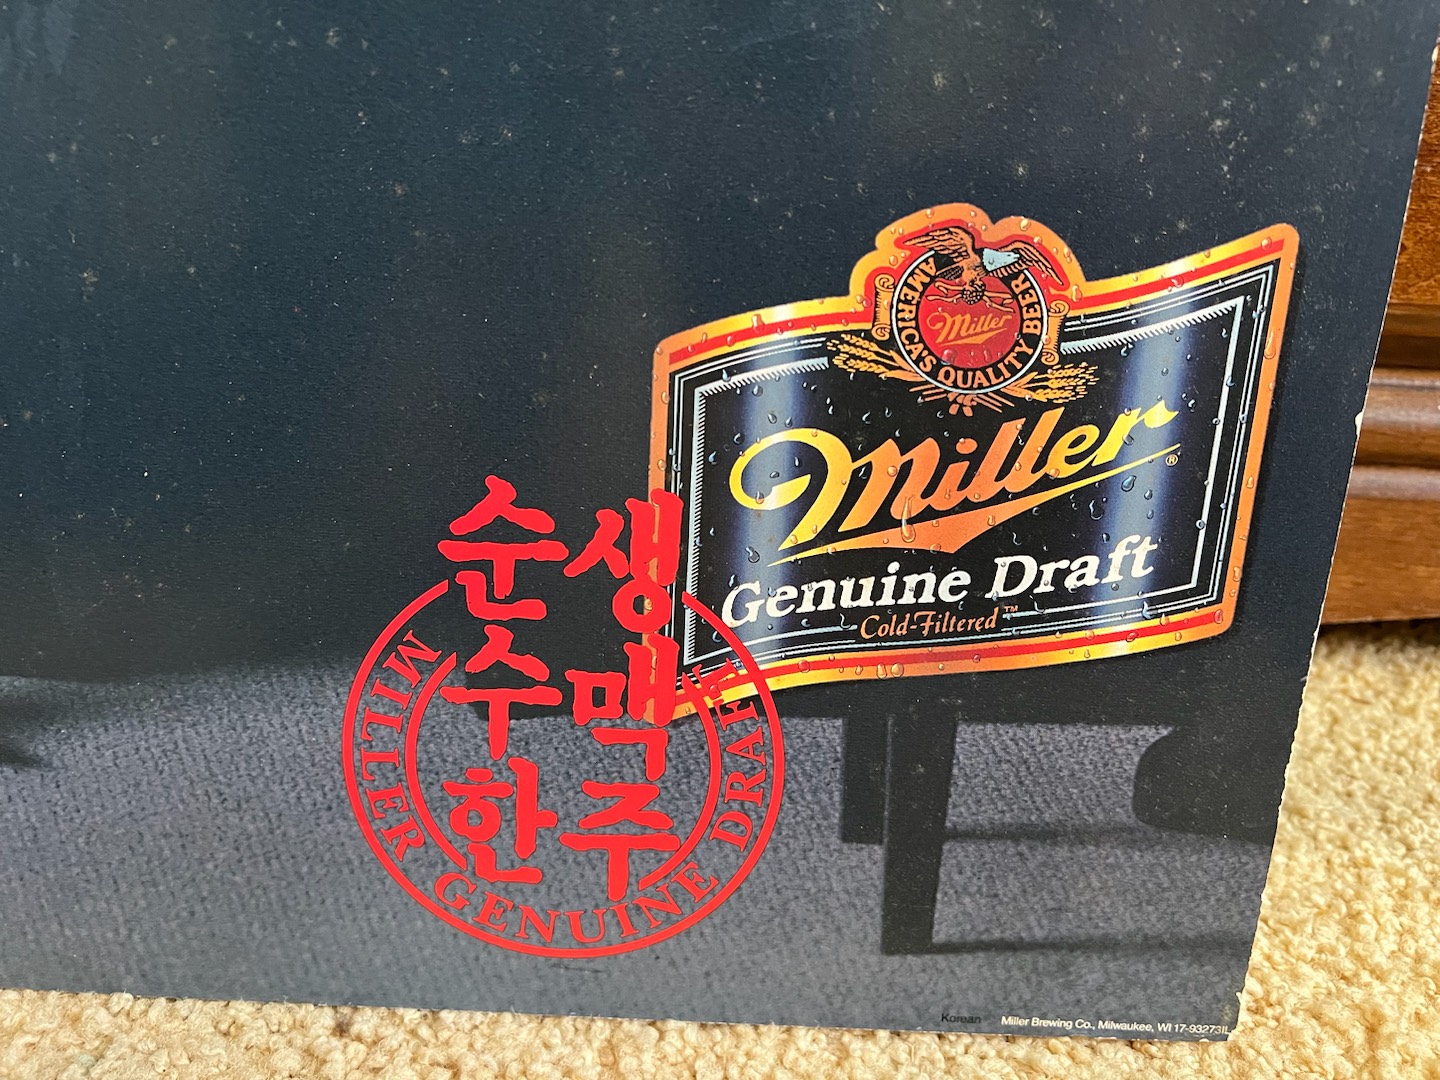 AMERICA'S QUALITY BEER
Miller
Miller ®
Genuine Draft
Cold-Filtered™
순 생
수 맥
한 주
MILLER GENUINE DRAFT
Korean
Miller Brewing Co., Milwaukee, WI 17-93273IL